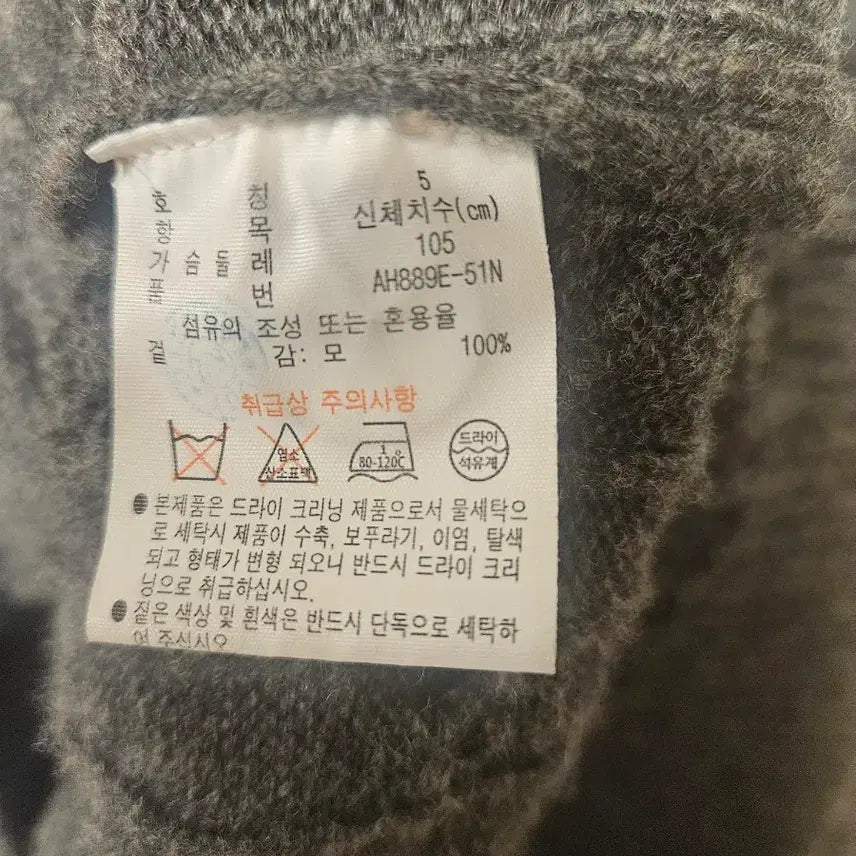 호 칭 5
항 목 신체치수(cm)
가 슴 둘 레 105
품 번 AH889E-51N
섬유의 조성 또는 혼용율
겉 감: 모 100%
취급상 주의사항
염소
산소표백
80-120C
드라이
석유계
본제품은 드라이 크리닝 제품으로서 물세탁으
로 세탁시 제품이 수축, 보푸라기, 이염, 탈색
되고 형태가 변형 되오니 반드시 드라이 크리
닝으로 취급하십시오.
짙은 색상 및 흰색은 반드시 단독으로 세탁하
여 주십시오